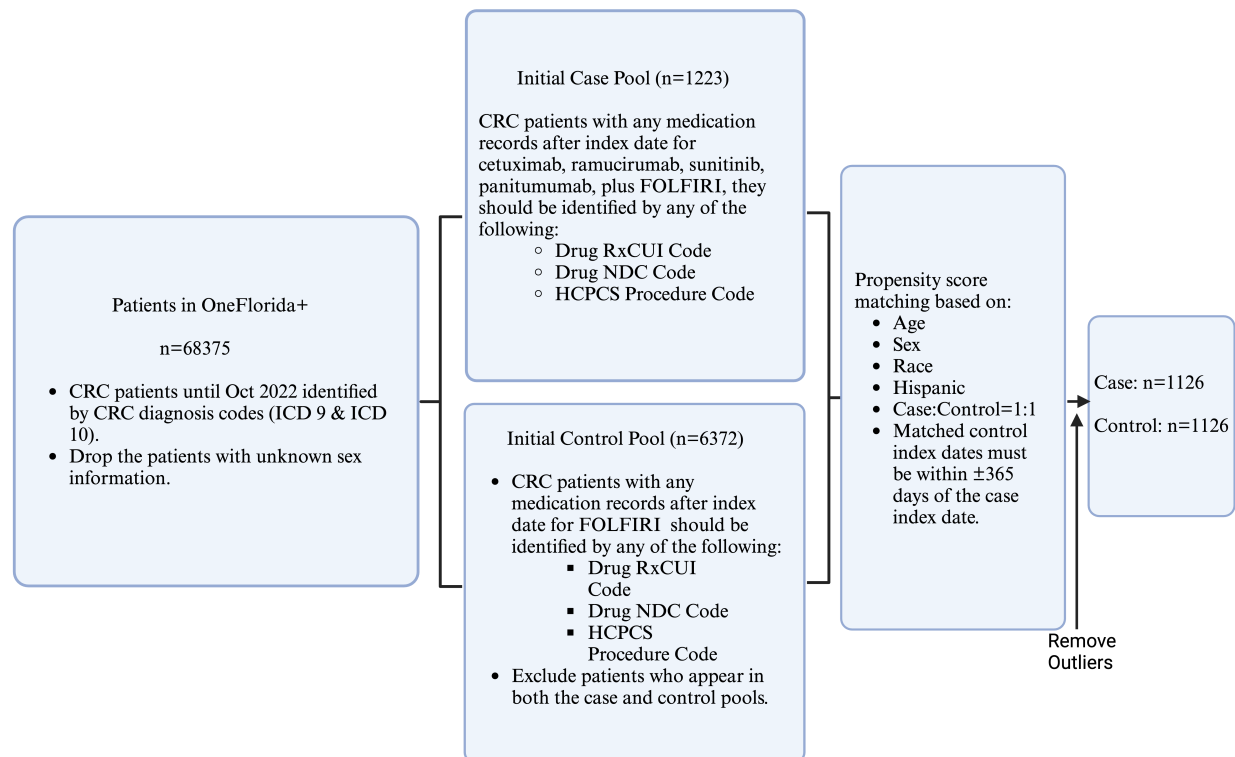 Patients in OneFlorida+
n=68375
• CRC patients until Oct 2022 identified
by CRC diagnosis codes (ICD 9 & ICD
10).
• Drop the patients with unknown sex
information.
Initial Case Pool (n=1223)
CRC patients with any medication
records after index date for
cetuximab, ramucirumab, sunitinib,
panitumumab, plus FOLFIRI, they
should be identified by any of the
following:
○ Drug RxCUI Code
○ Drug NDC Code
○ HCPCS Procedure Code
Initial Control Pool (n=6372)
• CRC patients with any
medication records after index
date for FOLFIRI should be
identified by any of the following:
▪ Drug RxCUI
Code
▪ Drug NDC Code
▪ HCPCS
Procedure Code
• Exclude patients who appear in
both the case and control pools.
Propensity score
matching based on:
• Age
• Sex
• Race
• Hispanic
• Case:Control=1:1
• Matched control
index dates must
be within ±365
days of the case
index date.
Remove
Outliers
Case: n=1126
Control: n=1126